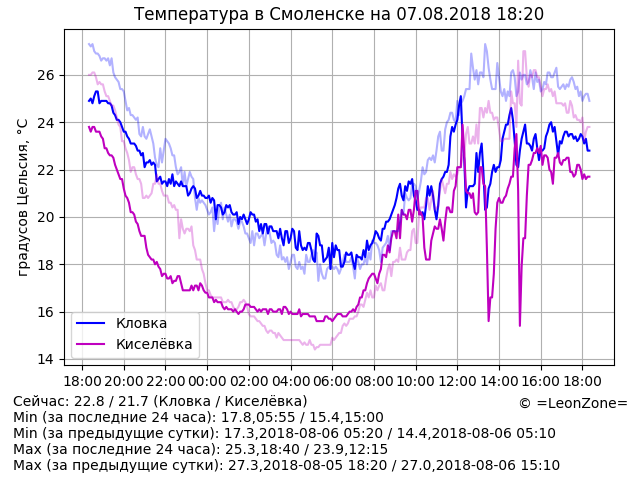 Температура в Смоленске на 07.08.2018 18:20
градусов Цельсия, °C
26
24
22
20
18
16
14
Кловка
Киселёвка
18:00 20:00 22:00 00:00 02:00 04:00 06:00 08:00 10:00 12:00 14:00 16:00 18:00
Сейчас: 22.8 / 21.7 (Кловка / Киселёвка)
© =LeonZone=
Min (за последние 24 часа): 17.8,05:55 / 15.4,15:00
Min (за предыдущие сутки): 17.3,2018-08-06 05:20 / 14.4,2018-08-06 05:10
Max (за последние 24 часа): 25.3,18:40 / 23.9,12:15
Max (за предыдущие сутки): 27.3,2018-08-05 18:20 / 27.0,2018-08-06 15:10